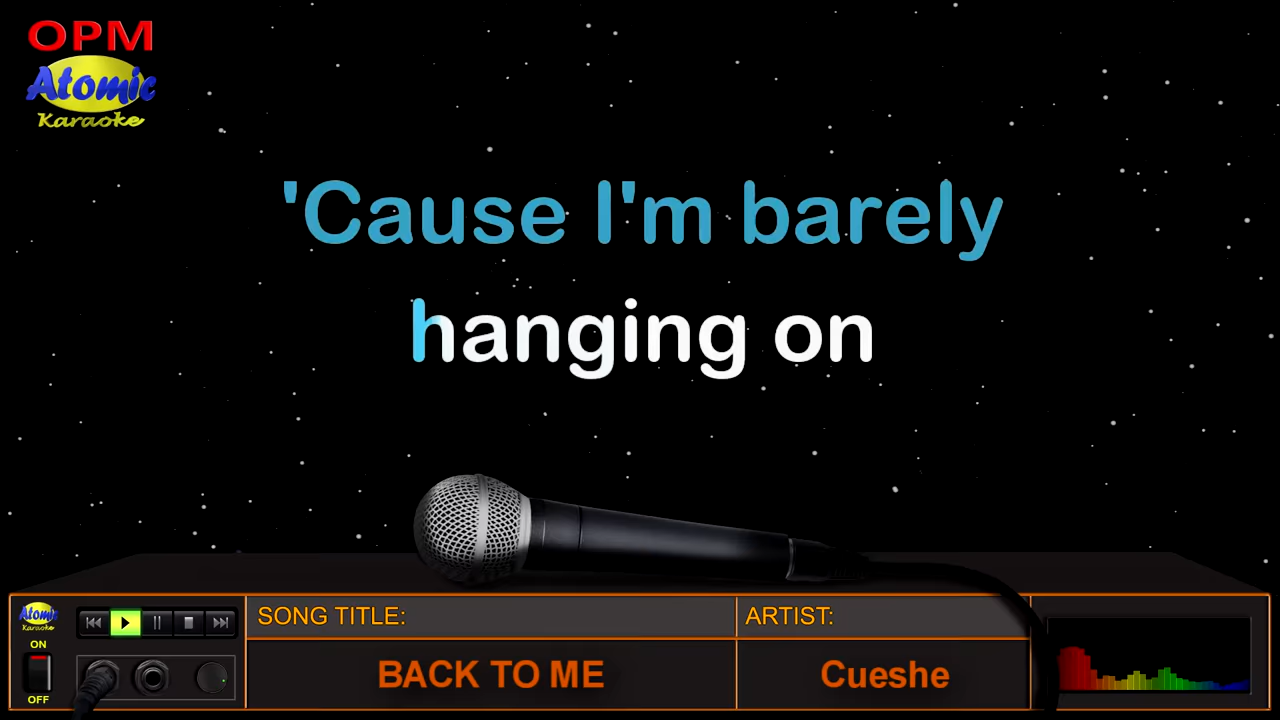 OPM
Atomic
Karaoke
'Cause I'm barely
hanging on
Atomic
Karaoke
ON
OFF
SONG TITLE:
BACK TO ME
ARTIST:
Cueshe